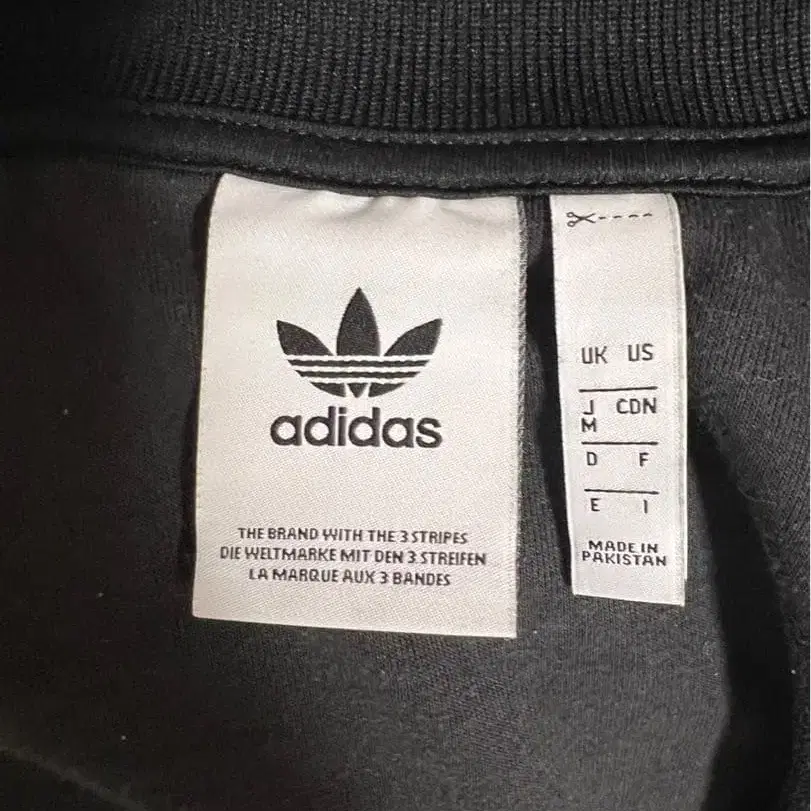 adidas
THE BRAND WITH THE 3 STRIPES
DIE WELTMARKE MIT DEN 3 STREIFEN
LA MARQUE AUX 3 BANDES
UK US
J CDN
M
D F
E I
MADE IN
PAKISTAN